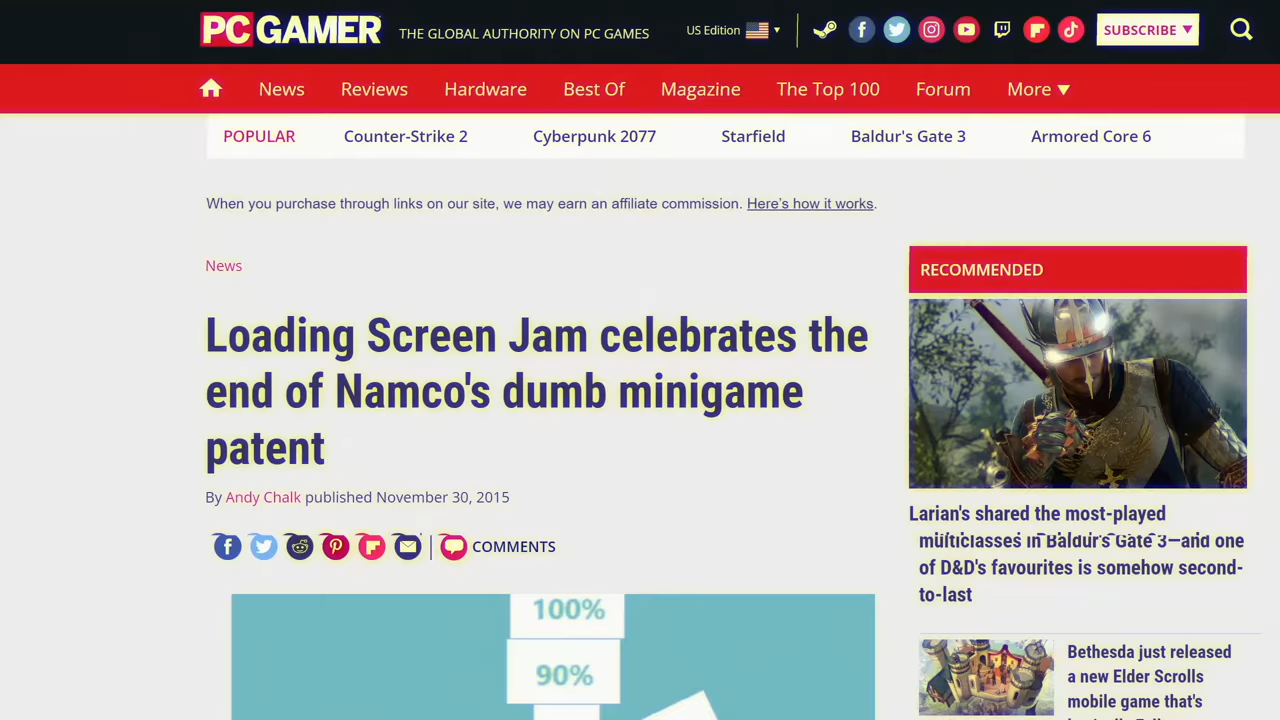 PC GAMER
THE GLOBAL AUTHORITY ON PC GAMES
US Edition
SUBSCRIBE
News
Reviews
Hardware
Best Of
Magazine
The Top 100
Forum
More
POPULAR
Counter-Strike 2
Cyberpunk 2077
Starfield
Baldur's Gate 3
Armored Core 6
When you purchase through links on our site, we may earn an affiliate commission. Here's how it works.
News
Loading Screen Jam celebrates the
end of Namco's dumb minigame
patent
By Andy Chalk published November 30, 2015
COMMENTS
100%
90%
RECOMMENDED
Larian's shared the most-played
multiclasses in Baldur's Gate 3—and one
of D&D's favourites is somehow second-
to-last
Bethesda just released
a new Elder Scrolls
mobile game that's